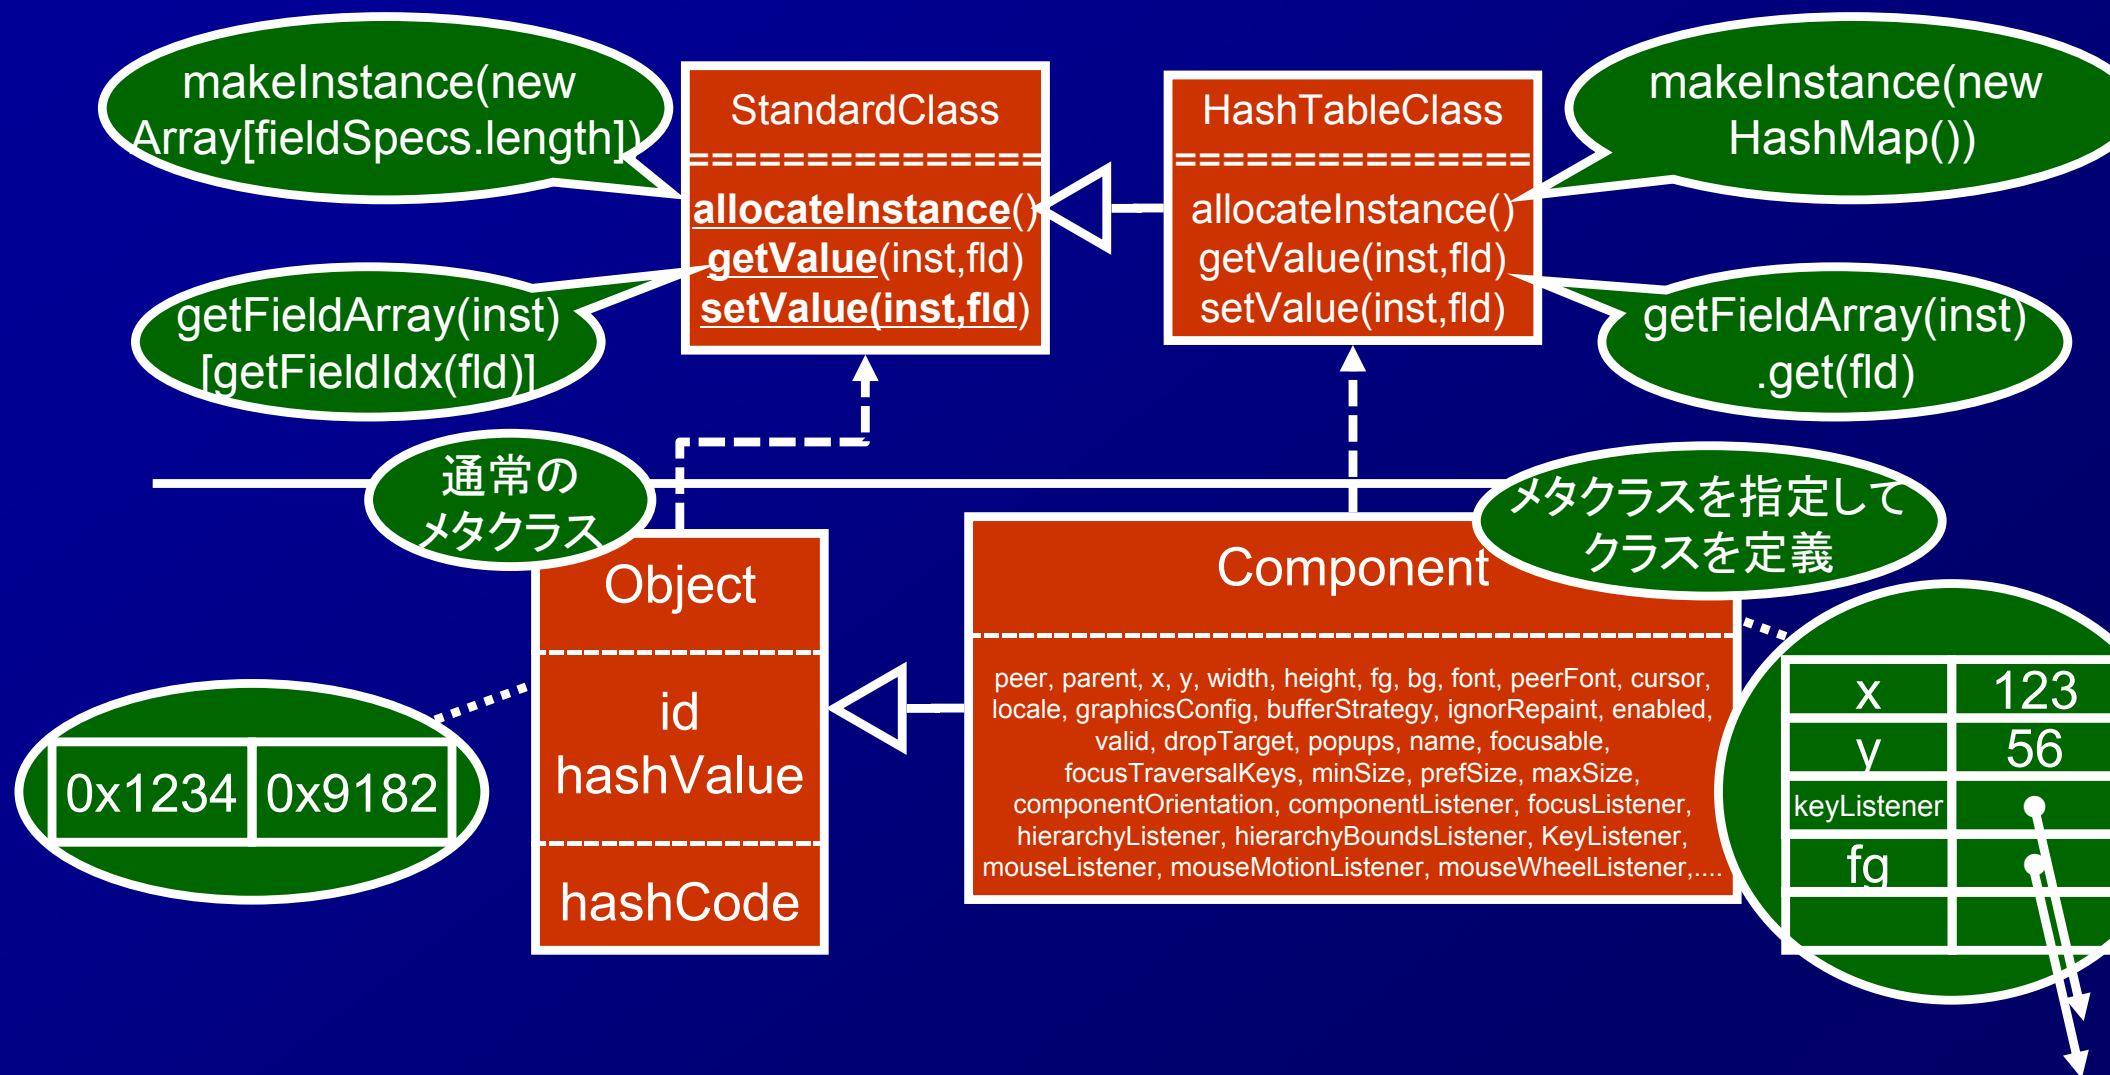 makeInstance(new
Array[fieldSpecs.length])
StandardClass
===================
allocateInstance()
getValue(inst,fld)
setValue(inst,fld)
HashTableClass
===================
allocateInstance()
getValue(inst,fld)
setValue(inst,fld)
makeInstance(new
HashMap())
getFieldArray(inst)
[getFieldIdx(fld)]
getFieldArray(inst)
.get(fld)
通常の
メタクラス
メタクラスを指定して
クラスを定義
Object
id
hashValue
hashCode
Component
peer, parent, x, y, width, height, fg, bg, font, peerFont, cursor,
locale, graphicsConfig, bufferStrategy, ignorRepaint, enabled,
valid, dropTarget, popups, name, focusable,
focusTraversalKeys, minSize, prefSize, maxSize,
componentOrientation, componentListener, focusListener,
hierarchyListener, hierarchyBoundsListener, KeyListener,
mouseListener, mouseMotionListener, mouseWheelListener,....
0x1234 0x9182
x 123
y 56
keyListener
fg